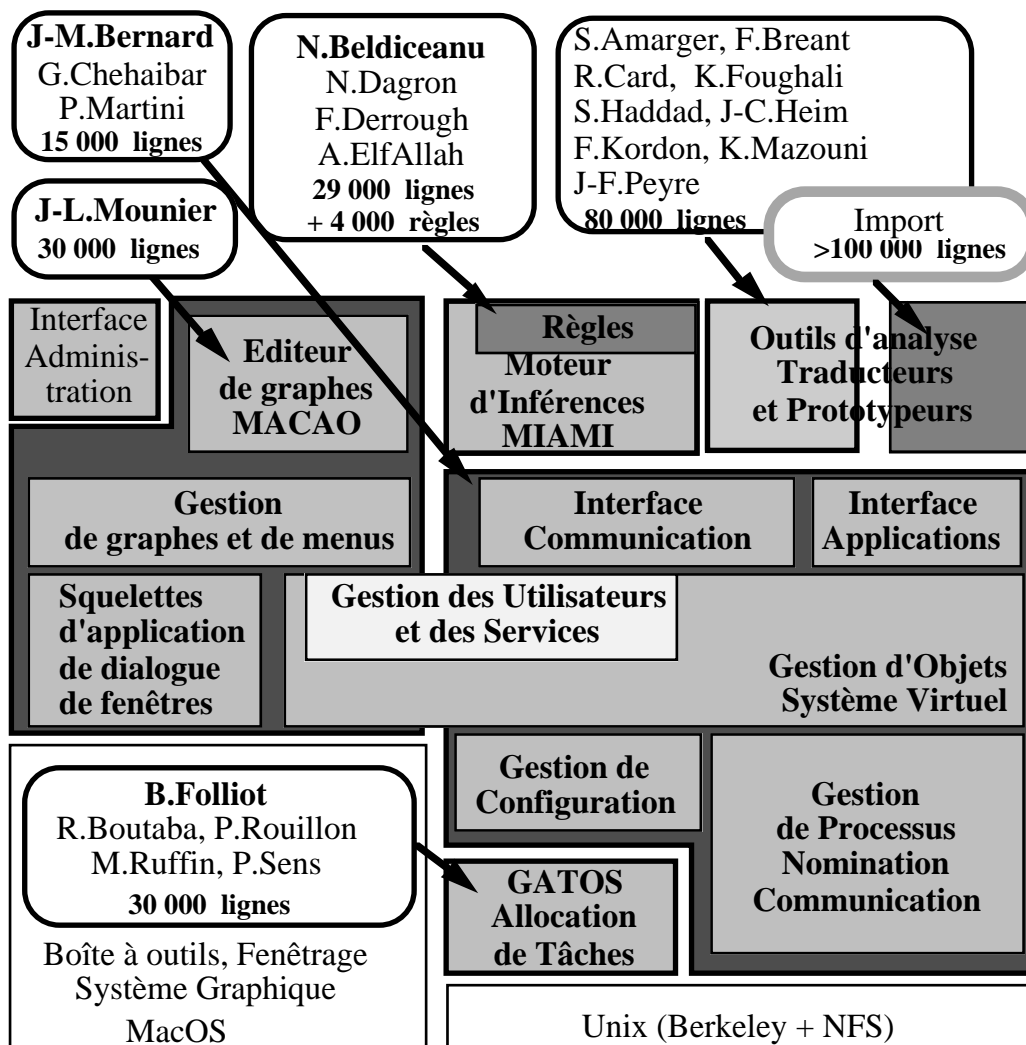 J-M.Bernard
G.Chehaibar
P.Martini
15 000 lignes
N.Beldiceanu
N.Dagron
F.Derrough
A.ElfAllah
29 000 lignes
+ 4 000 règles
S.Amarger, F.Breant
R.Card, K.Foughali
S.Haddad, J-C.Heim
F.Kordon, K.Mazouni
J-F.Peyre
80 000 lignes
Import
>100 000 lignes
J-L.Mounier
30 000 lignes
Interface
Adminis-
tration
Editeur
de graphes
MACAO
Règles
Moteur
d'Inférences
MIAMI
Outils d'analyse
Traducteurs
et Prototypeurs
Gestion
de graphes et de menus
Interface
Communication
Interface
Applications
Squelettes
d'application
de dialogue
de fenêtres
Gestion des Utilisateurs
et des Services
Gestion d'Objets
Système Virtuel
B.Folliot
R.Boutaba, P.Rouillon
M.Ruffin, P.Sens
30 000 lignes
Gestion de
Configuration
Gestion
de Processus
Nomination
Communication
GATOS
Allocation
de Tâches
Boîte à outils, Fenêtrage
Système Graphique
MacOS
Unix (Berkeley + NFS)